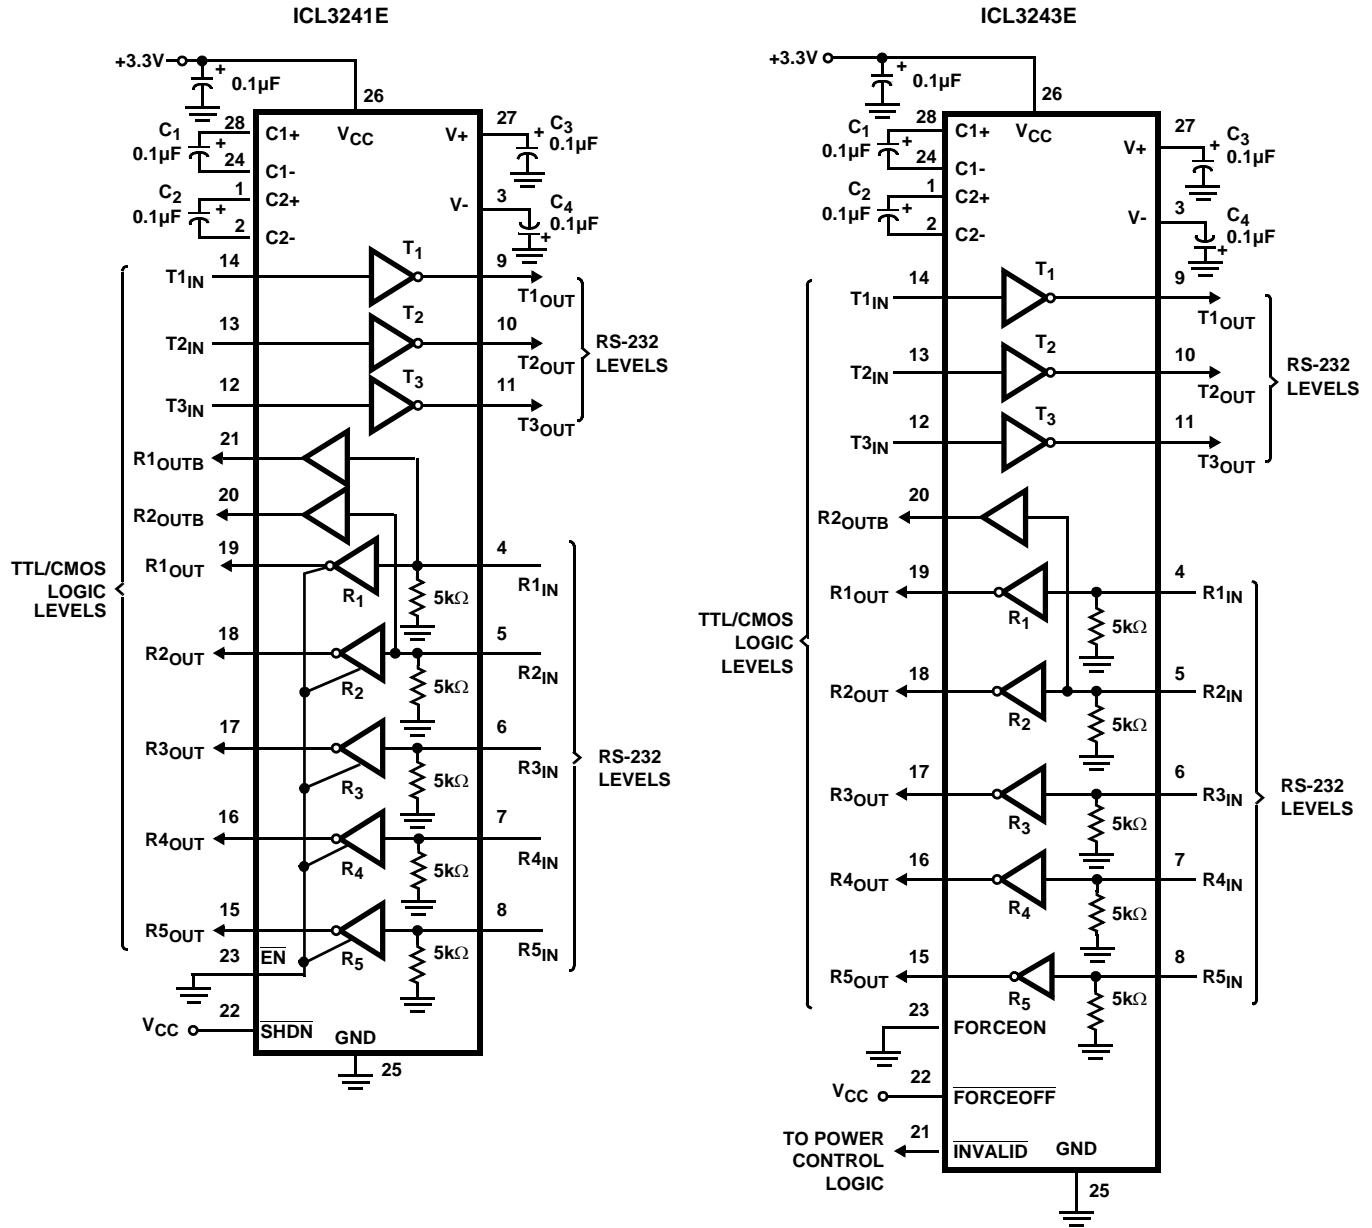 ICL3241E
+3.3V
+
0.1µF
26
28
C1
0.1µF
+
C1+
VCC
V+
27
+
C3
0.1µF
24
C1-
1
C2
0.1µF
+
C2+
2
C2-
V-
3
C4
0.1µF
+
14
T1IN
T1
9
T1OUT
13
T2IN
T2
10
T2OUT
RS-232
LEVELS
12
T3IN
T3
11
T3OUT
21
R1OUTB
20
R2OUTB
TTL/CMOS
LOGIC
LEVELS
19
R1OUT
R1
5kΩ
4
R1IN
18
R2OUT
R2
5kΩ
5
R2IN
17
R3OUT
R3
5kΩ
6
R3IN
RS-232
LEVELS
16
R4OUT
R4
5kΩ
7
R4IN
15
R5OUT
R5
5kΩ
8
R5IN
23
EN
22
VCC
SHDN
GND
25
ICL3243E
+3.3V
+
0.1µF
26
28
C1
0.1µF
+
C1+
VCC
V+
27
+
C3
0.1µF
24
C1-
1
C2
0.1µF
+
C2+
2
C2-
V-
3
C4
0.1µF
+
14
T1IN
T1
9
T1OUT
13
T2IN
T2
10
T2OUT
RS-232
LEVELS
12
T3IN
T3
11
T3OUT
20
R2OUTB
TTL/CMOS
LOGIC
LEVELS
19
R1OUT
R1
5kΩ
4
R1IN
18
R2OUT
R2
5kΩ
5
R2IN
17
R3OUT
R3
5kΩ
6
R3IN
RS-232
LEVELS
16
R4OUT
R4
5kΩ
7
R4IN
15
R5OUT
R5
5kΩ
8
R5IN
23
FORCEON
22
VCC
FORCEOFF
21
TO POWER
CONTROL
LOGIC
INVALID
GND
25